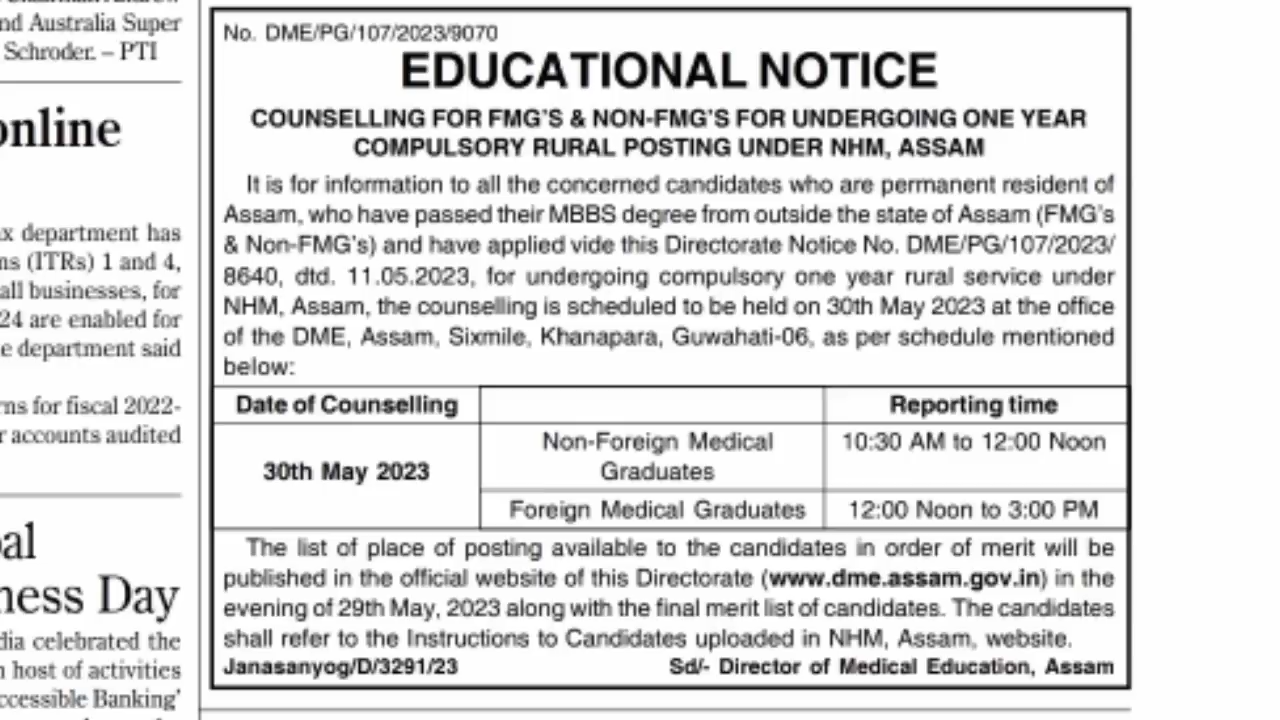 nd Australia Super
Schroder. – PTI
online
x department has
ns (ITRs) 1 and 4,
all businesses, for
24 are enabled for
e department said
rns for fiscal 2022-
r accounts audited
al
ness Day
dia celebrated the
host of activities
ccessible Banking'
No. DME/PG/107/2023/9070
EDUCATIONAL NOTICE
COUNSELLING FOR FMG'S & NON-FMG'S FOR UNDERGOING ONE YEAR
COMPULSORY RURAL POSTING UNDER NHM, ASSAM
It is for information to all the concerned candidates who are permanent resident of
Assam, who have passed their MBBS degree from outside the state of Assam (FMG's
& Non-FMG's) and have applied vide this Directorate Notice No. DME/PG/107/2023/
8640, dtd. 11.05.2023, for undergoing compulsory one year rural service under
NHM, Assam, the counselling is scheduled to be held on 30th May 2023 at the office
of the DME, Assam, Sixmile, Khanapara, Guwahati-06, as per schedule mentioned
below:
Date of Counselling Reporting time
30th May 2023
Non-Foreign Medical
Graduates
10:30 AM to 12:00 Noon
Foreign Medical Graduates 12:00 Noon to 3:00 PM
The list of place of posting available to the candidates in order of merit will be
published in the official website of this Directorate (www.dme.assam.gov.in) in the
evening of 29th May, 2023 along with the final merit list of candidates. The candidates
shall refer to the Instructions to Candidates uploaded in NHM, Assam, website.
Janasanyog/D/3291/23 Sd/- Director of Medical Education, Assam